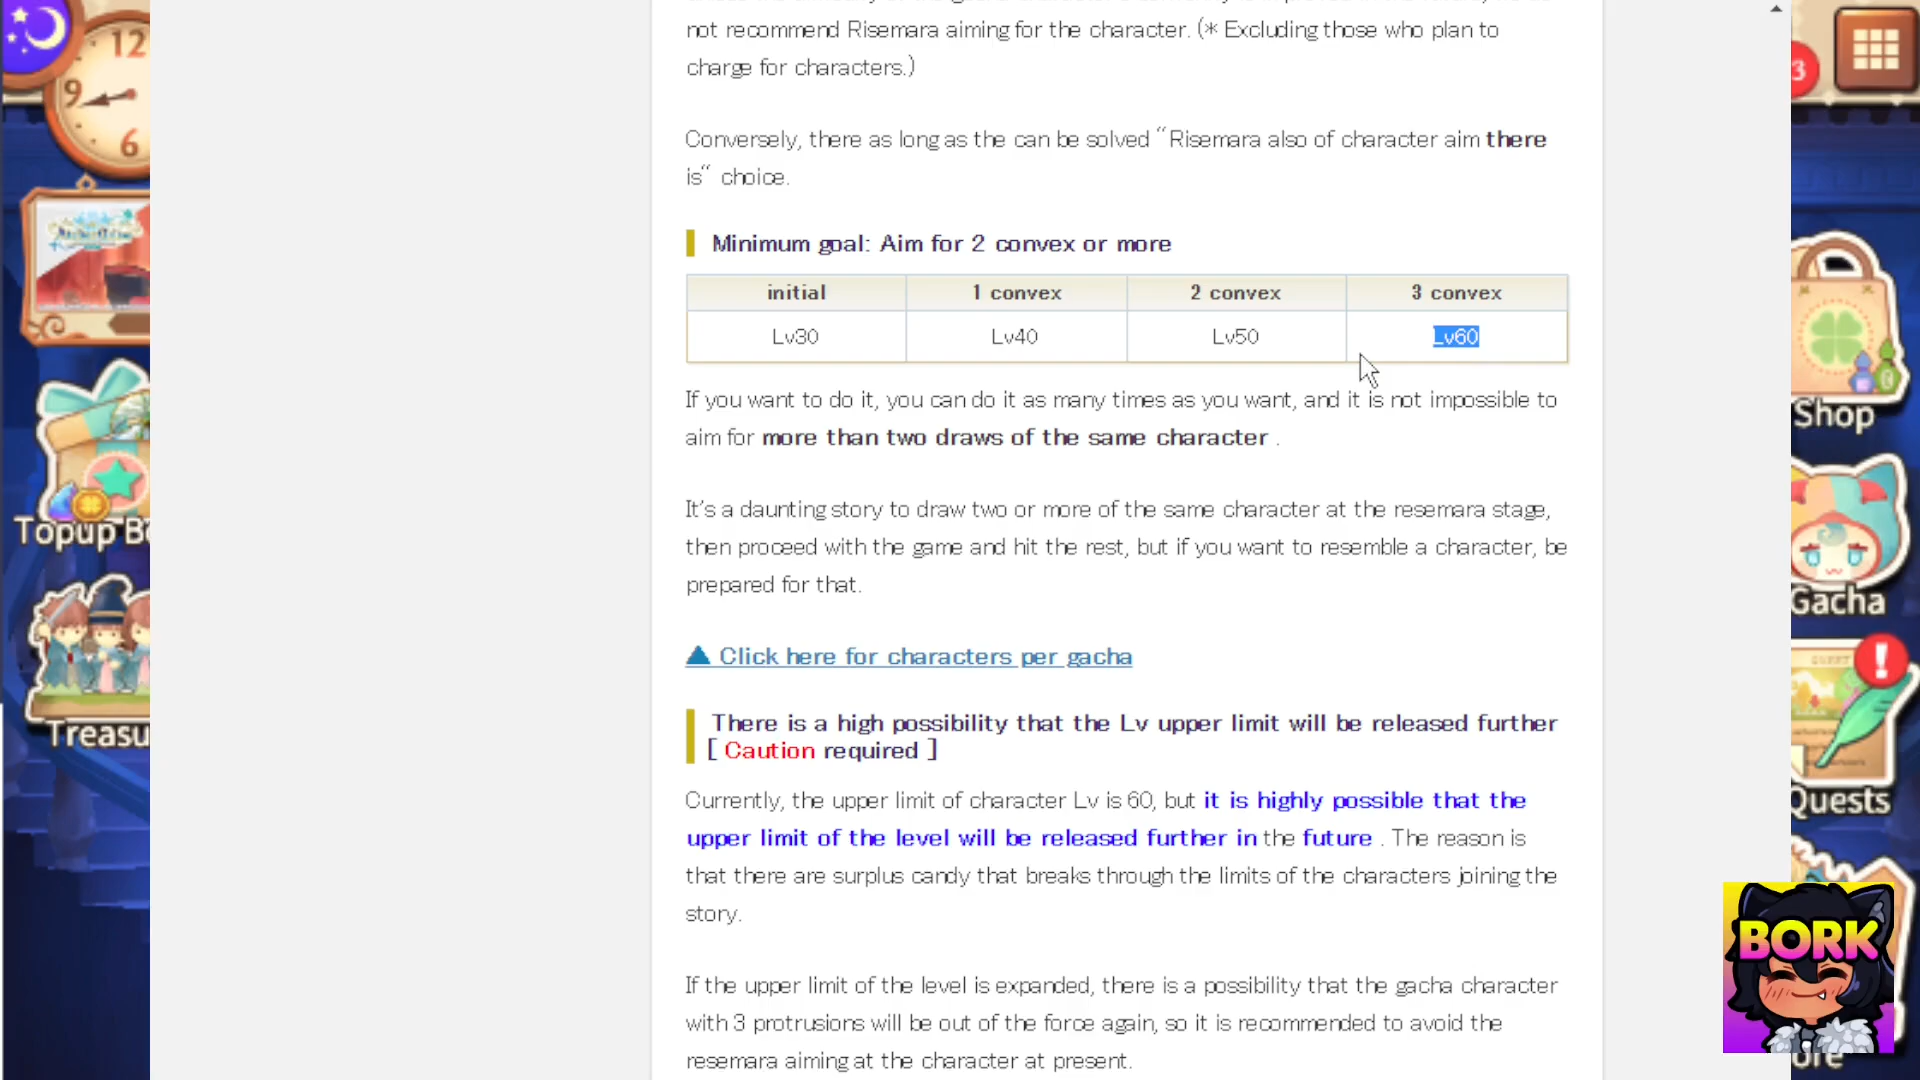 not recommend Risemara aiming for the character. (* Excluding those who plan to
charge for characters.)
Conversely, there as long as the can be solved “Risemara also of character aim there
is“ choice.
Minimum goal: Aim for 2 convex or more
initial 1 convex 2 convex 3 convex
Lv30 Lv40 Lv50 Lv60
If you want to do it, you can do it as many times as you want, and it is not impossible to
aim for more than two draws of the same character .
It's a daunting story to draw two or more of the same character at the resemara stage,
then proceed with the game and hit the rest, but if you want to resemble a character, be
prepared for that.
▲ Click here for characters per gacha
There is a high possibility that the Lv upper limit will be released further
[ Caution required ]
Currently, the upper limit of character Lv is 60, but it is highly possible that the
upper limit of the level will be released further in the future . The reason is
that there are surplus candy that breaks through the limits of the characters joining the
story.
If the upper limit of the level is expanded, there is a possibility that the gacha character
with 3 protrusions will be out of the force again, so it is recommended to avoid the
resemara aiming at the character at present.
12
9
6
Topup B
Treasu
3
Shop
Gacha
!
Quests
BORK
ore